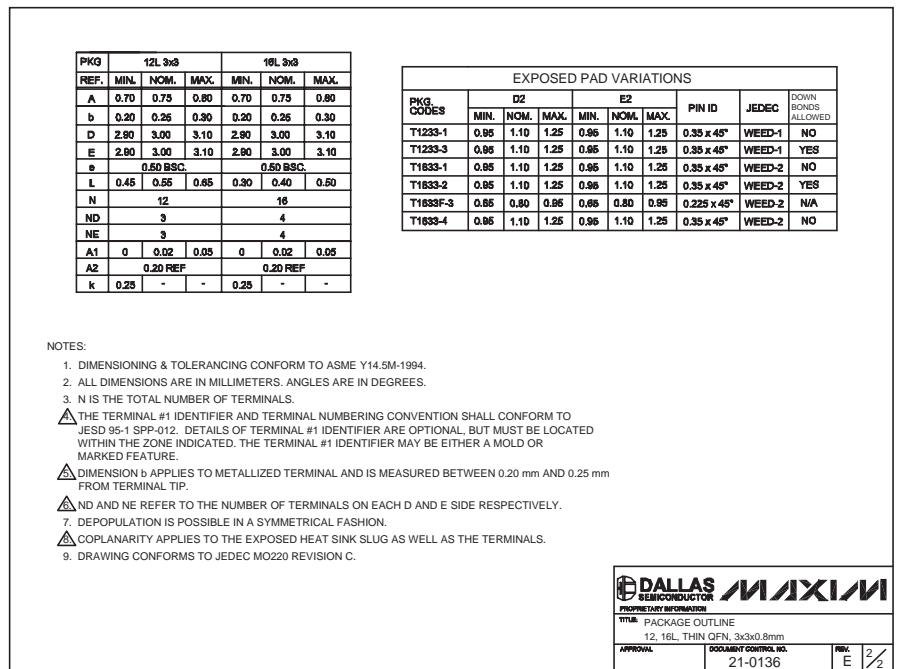 PKG 12L 3x3 16L 3x3
REF. MIN. NOM. MAX. MIN. NOM. MAX.
A 0.70 0.75 0.80 0.70 0.75 0.80
b 0.20 0.25 0.30 0.20 0.25 0.30
D 2.90 3.00 3.10 2.90 3.00 3.10
E 2.90 3.00 3.10 2.90 3.00 3.10
e 0.50 BSC. 0.50 BSC.
L 0.45 0.55 0.65 0.30 0.40 0.50
N 12 16
ND 3 4
NE 3 4
A1 0 0.02 0.05 0 0.02 0.05
A2 0.20 REF 0.20 REF
k 0.25 - - 0.25 - -
EXPOSED PAD VARIATIONS
PKG. CODES D2 E2 PIN ID JEDEC DOWN BONDS ALLOWED
MIN. NOM. MAX. MIN. NOM. MAX.
T1233-1 0.95 1.10 1.25 0.95 1.10 1.25 0.35 x 45° WEED-1 NO
T1233-3 0.95 1.10 1.25 0.95 1.10 1.25 0.35 x 45° WEED-1 YES
T1633-1 0.95 1.10 1.25 0.95 1.10 1.25 0.35 x 45° WEED-2 NO
T1633-2 0.95 1.10 1.25 0.95 1.10 1.25 0.35 x 45° WEED-2 YES
T1633F-3 0.65 0.80 0.95 0.65 0.80 0.95 0.225 x 45° WEED-2 N/A
T1633-4 0.95 1.10 1.25 0.95 1.10 1.25 0.35 x 45° WEED-2 NO
NOTES:
1. DIMENSIONING & TOLERANCING CONFORM TO ASME Y14.5M-1994.
2. ALL DIMENSIONS ARE IN MILLIMETERS. ANGLES ARE IN DEGREES.
3. N IS THE TOTAL NUMBER OF TERMINALS.
4. THE TERMINAL #1 IDENTIFIER AND TERMINAL NUMBERING CONVENTION SHALL CONFORM TO
JESD 95-1 SPP-012. DETAILS OF TERMINAL #1 IDENTIFIER ARE OPTIONAL, BUT MUST BE LOCATED
WITHIN THE ZONE INDICATED. THE TERMINAL #1 IDENTIFIER MAY BE EITHER A MOLD OR
MARKED FEATURE.
5. DIMENSION b APPLIES TO METALLIZED TERMINAL AND IS MEASURED BETWEEN 0.20 mm AND 0.25 mm
FROM TERMINAL TIP.
6. ND AND NE REFER TO THE NUMBER OF TERMINALS ON EACH D AND E SIDE RESPECTIVELY.
7. DEPOPULATION IS POSSIBLE IN A SYMMETRICAL FASHION.
8. COPLANARITY APPLIES TO THE EXPOSED HEAT SINK SLUG AS WELL AS THE TERMINALS.
9. DRAWING CONFORMS TO JEDEC MO220 REVISION C.
DALLAS SEMICONDUCTOR MAXIM
PROPRIETARY INFORMATION
TITLE: PACKAGE OUTLINE
12, 16L, THIN QFN, 3x3x0.8mm
APPROVAL DOCUMENT CONTROL NO. REV.
21-0136 E 2/2